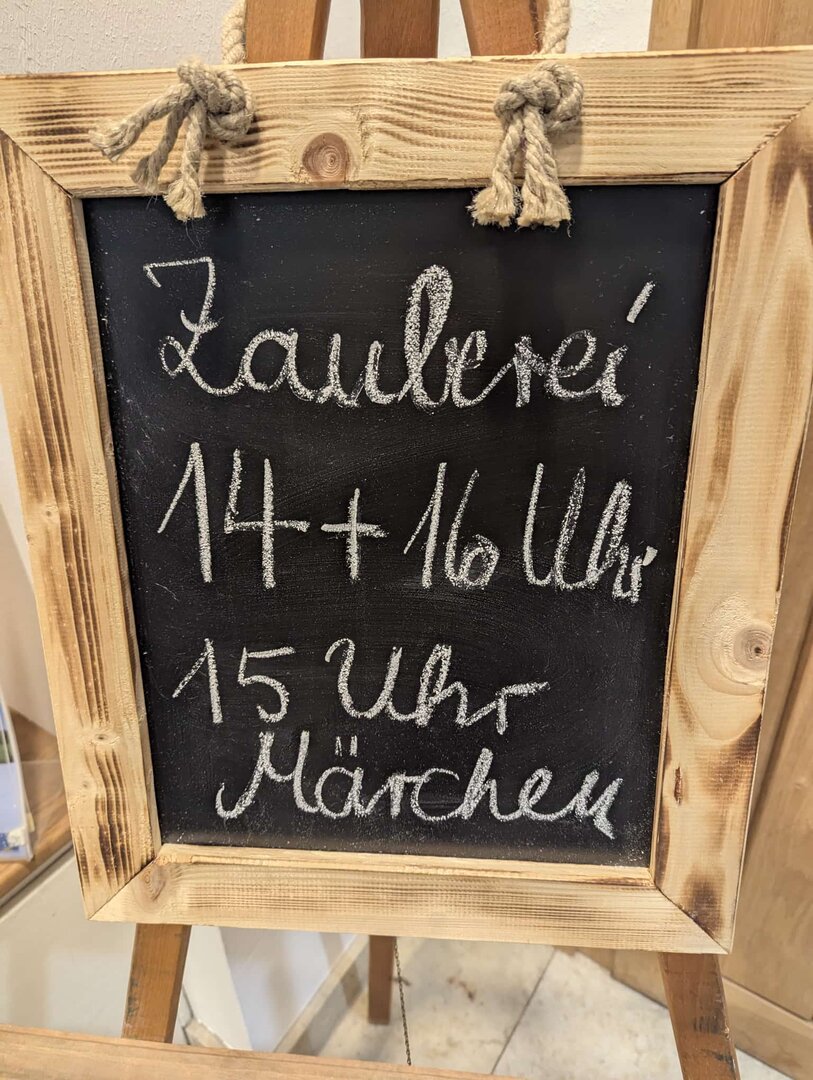 Zauberei
14 + 16 Uhr
15 Uhr
Märchen